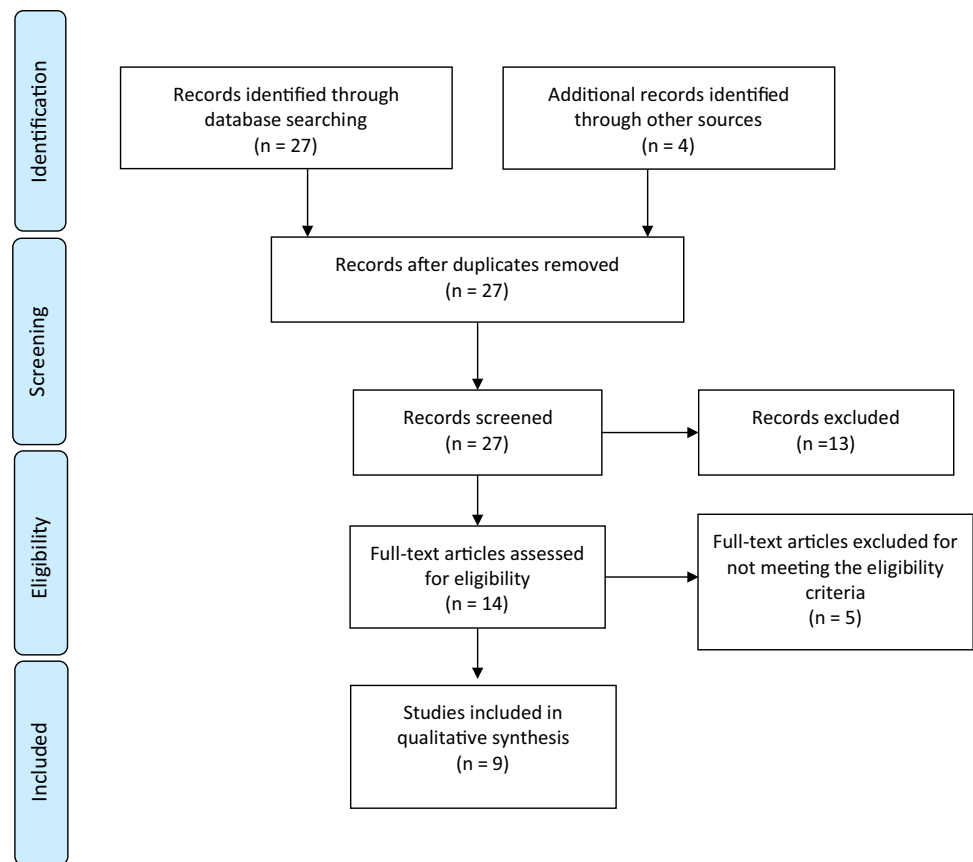 Identification
Records identified through
database searching
(n = 27)
Additional records identified
through other sources
(n = 4)
Screening
Records after duplicates removed
(n = 27)
Records screened
(n = 27)
Records excluded
(n =13)
Eligibility
Full-text articles assessed
for eligibility
(n = 14)
Full-text articles excluded for
not meeting the eligibility
criteria
(n = 5)
Included
Studies included in
qualitative synthesis
(n = 9)